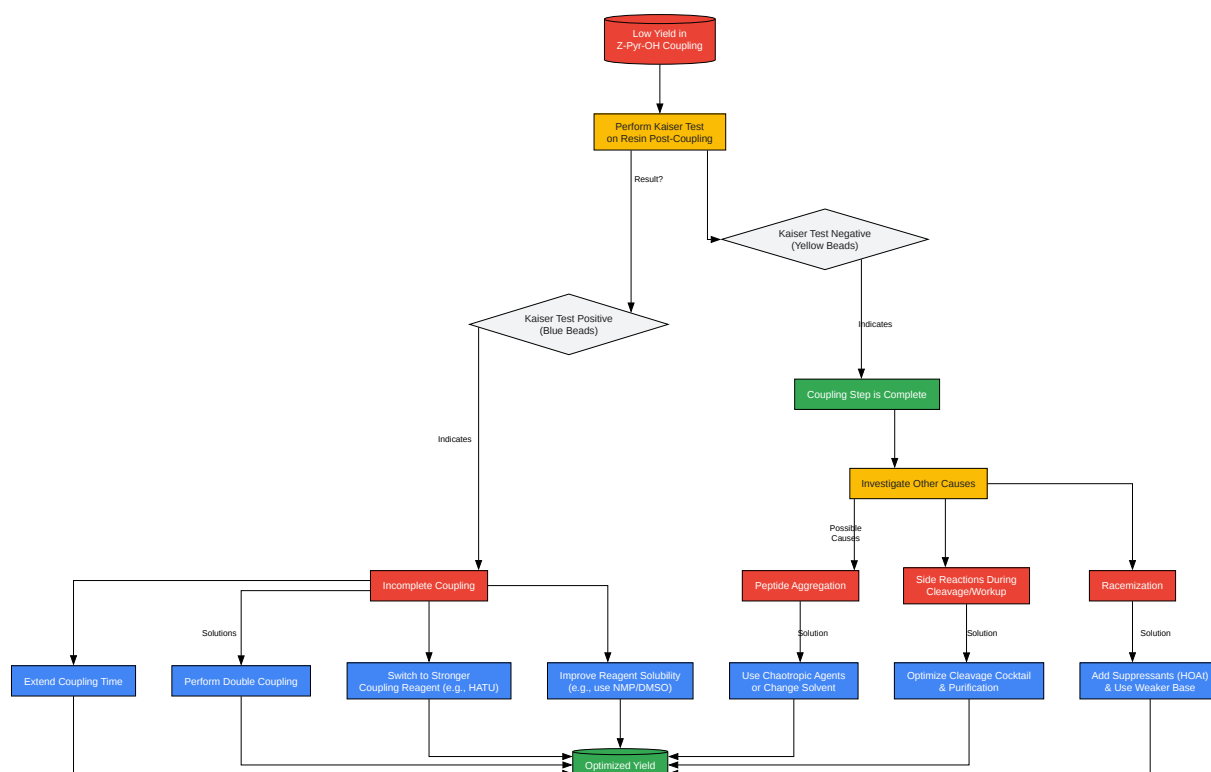 Low Yield in
Z-Pyr-OH Coupling
Perform Kaiser Test
on Resin Post-Coupling
Result?
Kaiser Test Negative
(Yellow Beads)
Kaiser Test Positive
(Blue Beads)
Indicates
Coupling Step is Complete
Indicates
Investigate Other Causes
Possible
Causes
Incomplete Coupling
Peptide Aggregation
Side Reactions During
Cleavage/Workup
Racemization
Solutions
Solution
Solution
Solution
Extend Coupling Time
Perform Double Coupling
Switch to Stronger
Coupling Reagent (e.g., HATU)
Improve Reagent Solubility
(e.g., use NMP/DMSO)
Use Chaotropic Agents
or Change Solvent
Optimize Cleavage Cocktail
& Purification
Add Suppressants (HOAt)
& Use Weaker Base
Optimized Yield